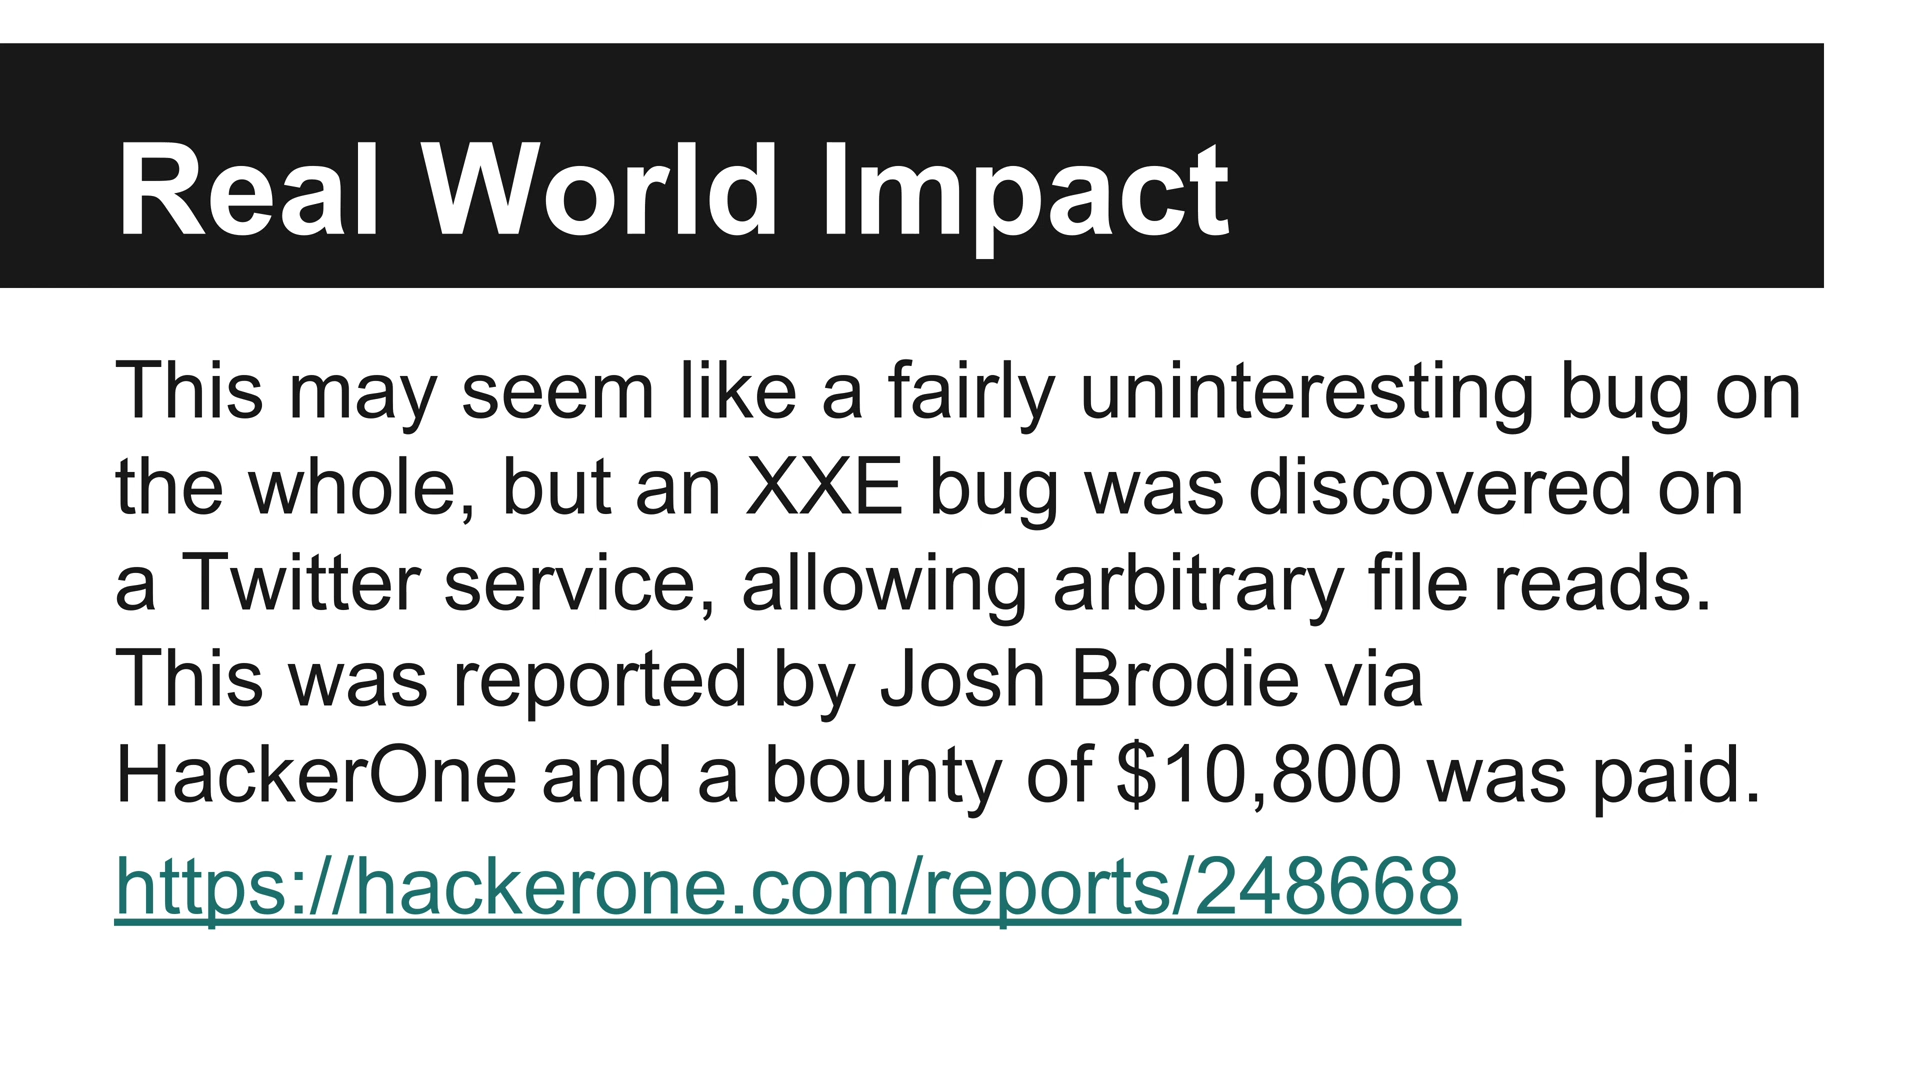 Real World Impact
This may seem like a fairly uninteresting bug on
the whole, but an XXE bug was discovered on
a Twitter service, allowing arbitrary file reads.
This was reported by Josh Brodie via
HackerOne and a bounty of $10,800 was paid.
https://hackerone.com/reports/248668